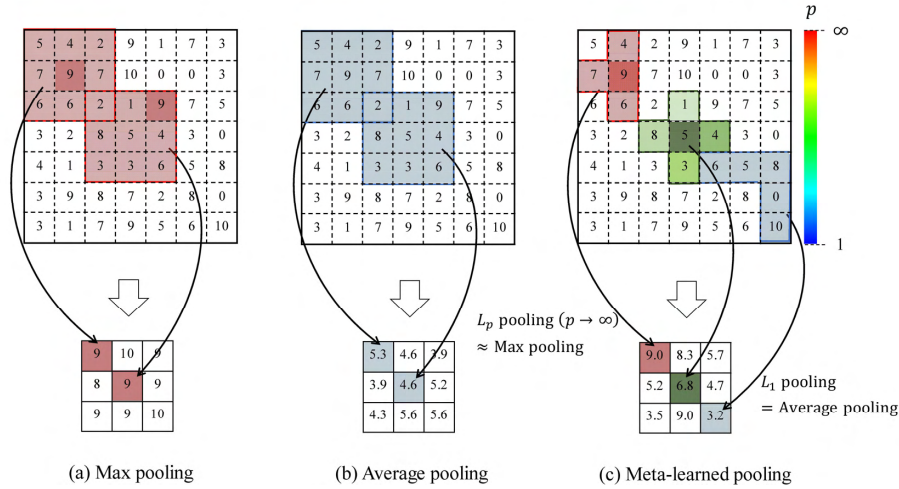 p
5 4 2 9 1 7 3
7 9 7 10 0 0 3
6 6 2 1 9 7 5
3 2 8 5 4 3 0
4 1 3 3 6 5 8
3 9 8 7 2 8 0
3 1 7 9 5 6 10
9 10 9
8 9 9
9 9 10
(a) Max pooling
5 4 2 9 1 7 3
7 9 7 10 0 0 3
6 6 2 1 9 7 5
3 2 8 5 4 3 0
4 1 3 3 6 5 8
3 9 8 7 2 8 0
3 1 7 9 5 6 10
5.3 4.6 3.9
3.9 4.6 5.2
4.3 5.6 5.6
(b) Average pooling
5 4 2 9 1 7 3
7 9 7 10 0 0 3
6 6 2 1 9 7 5
3 2 8 5 4 3 0
4 1 3 3 6 5 8
3 9 8 7 2 8 0
3 1 7 9 5 6 10
∞
1
L_p pooling (p → ∞)
≈ Max pooling
9.0 8.3 5.7
5.2 6.8 4.7
3.5 9.0 3.2
L_1 pooling
= Average pooling
(c) Meta-learned pooling